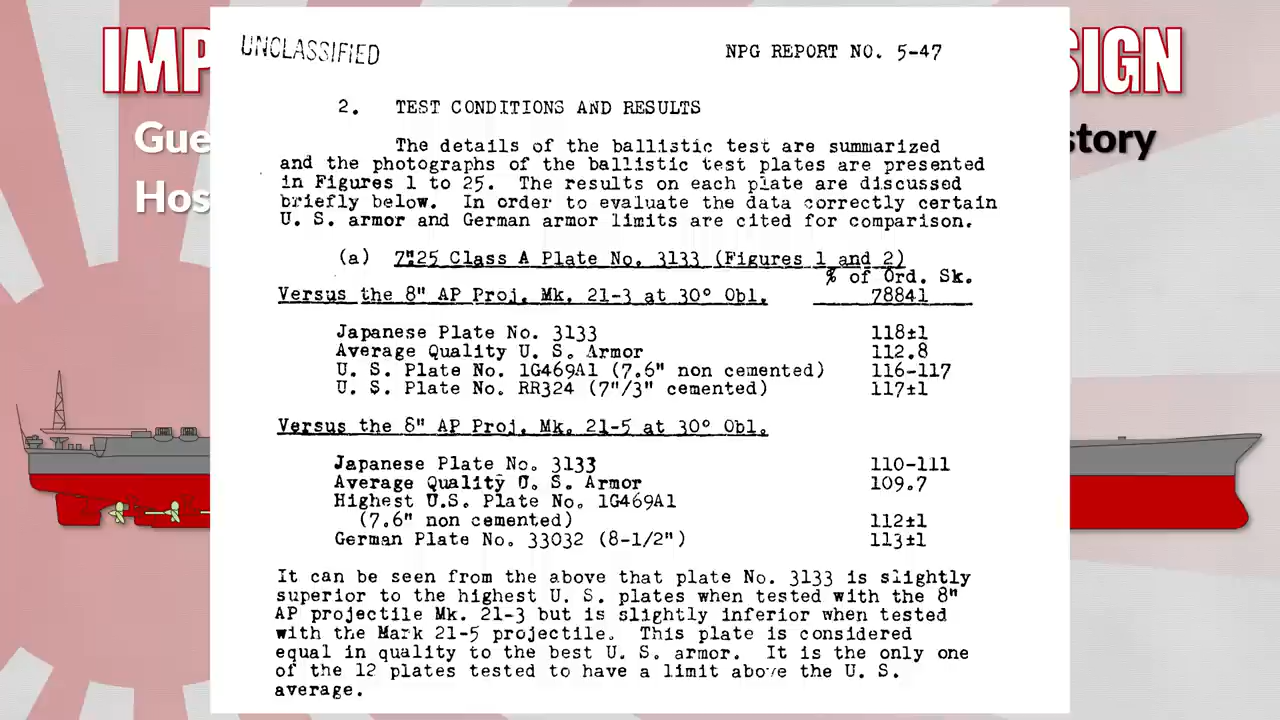 IMP
SIGN
Gue
story
Hos
UNCLASSIFIED
NPG REPORT NO. 5-47
2. TEST CONDITIONS AND RESULTS
The details of the ballistic test are summarized
and the photographs of the ballistic test plates are presented
in Figures 1 to 25. The results on each plate are discussed
briefly below. In order to evaluate the data correctly certain
U. S. armor and German armor limits are cited for comparison.
(a) 7"25 Class A Plate No. 3133 (Figures 1 and 2)
% of Ord. Sk.
Versus the 8" AP Proj. Mk. 21-3 at 30° Obl. 78841
Japanese Plate No. 3133 118±1
Average Quality U. S. Armor 112.8
U. S. Plate No. 1G469A1 (7.6" non cemented) 116-117
U. S. Plate No. RR324 (7"/3" cemented) 117±1
Versus the 8" AP Proj. Mk. 21-5 at 30° Obl.
Japanese Plate No. 3133 110-111
Average Quality U. S. Armor 109.7
Highest U.S. Plate No. 1G469A1
(7.6" non cemented) 112±1
German Plate No. 33032 (8-1/2") 113±1
It can be seen from the above that plate No. 3133 is slightly
superior to the highest U. S. plates when tested with the 8"
AP projectile Mk. 21-3 but is slightly inferior when tested
with the Mark 21-5 projectile. This plate is considered
equal in quality to the best U. S. armor. It is the only one
of the 12 plates tested to have a limit above the U. S.
average.